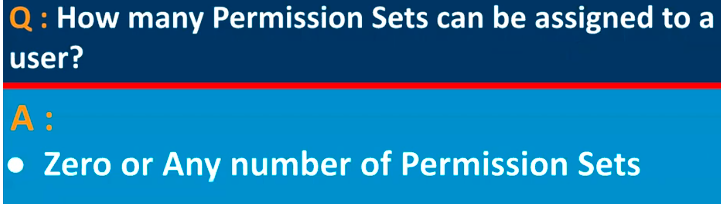 Q : How many Permission Sets can be assigned to a
user?
A :
● Zero or Any number of Permission Sets